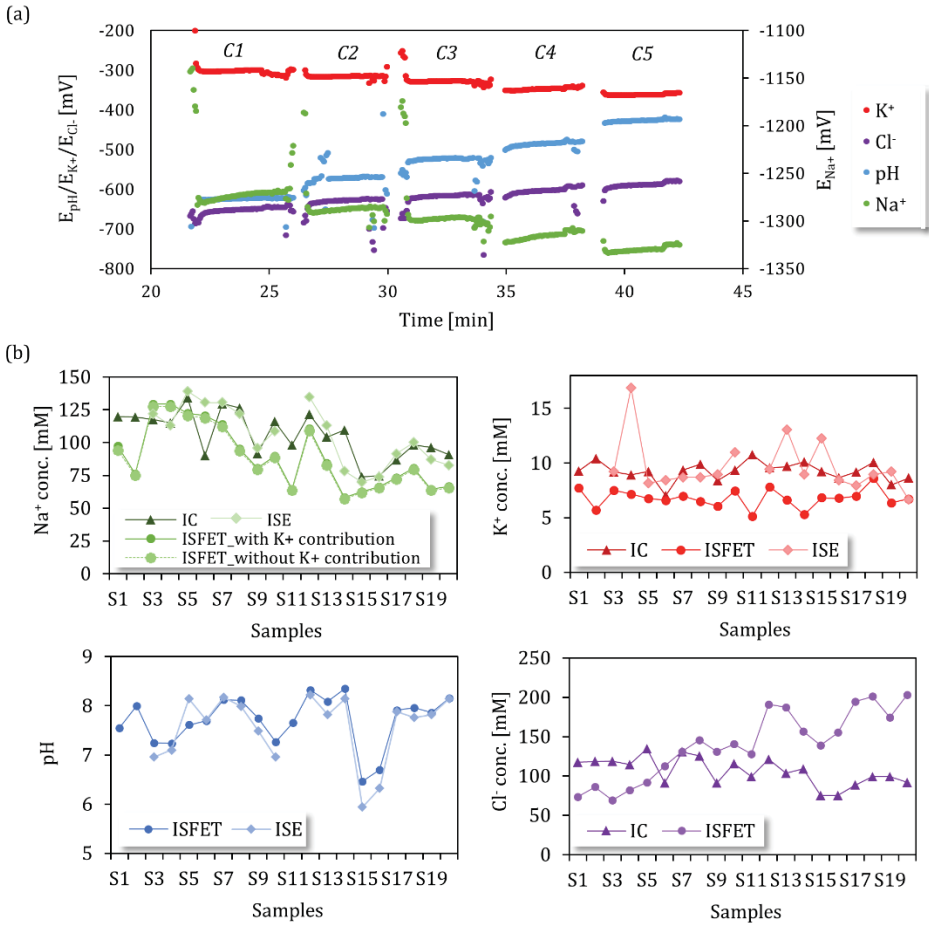 (a)
-200
-300
-400
-500
-600
-700
-800
E_pH/E_K+/E_Cl- [mV]
C1
C2
C3
C4
C5
-1100
-1150
-1200
-1250
-1300
-1350
E_Na+ [mV]
20
25
30
35
40
45
Time [min]
K⁺
Cl⁻
pH
Na⁺
(b)
150
125
100
75
50
25
0
Na⁺ conc. [mM]
IC
ISE
ISFET_with K+ contribution
ISFET_without K+ contribution
S1 S3 S5 S7 S9 S11 S13 S15 S17 S19
Samples
15
10
5
0
K⁺ conc. [mM]
IC
ISFET
ISE
S1 S3 S5 S7 S9 S11 S13 S15 S17 S19
Samples
9
8
7
6
5
pH
ISFET
ISE
S1 S3 S5 S7 S9 S11 S13 S15 S17 S19
Samples
250
200
150
100
50
0
Cl⁻ conc. [mM]
IC
ISFET
S1 S3 S5 S7 S9 S11 S13 S15 S17 S19
Samples